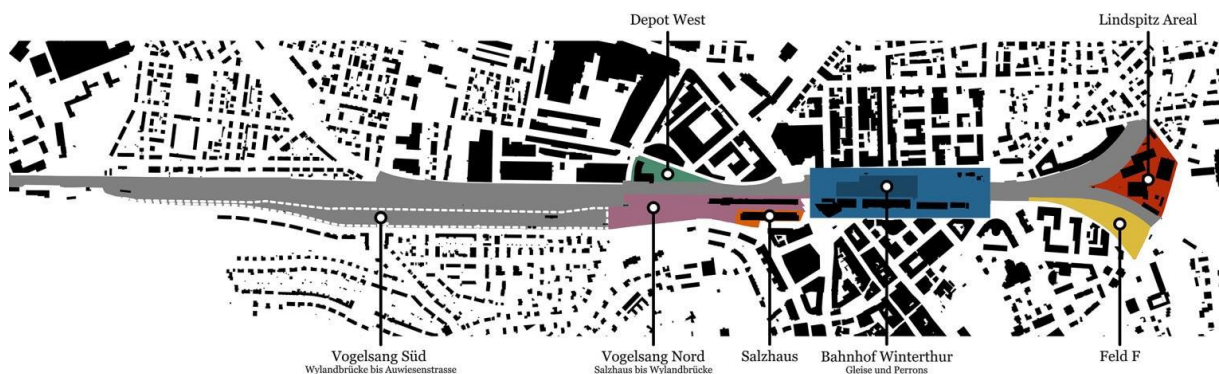 Depot West
Lindspitz Areal
Vogelsang Süd
Wylandbrücke bis Auwiesenstrasse
Vogelsang Nord
Salzhaus bis Wylandbrücke
Salzhaus
Bahnhof Winterthur
Gleise und Perrons
Feld F